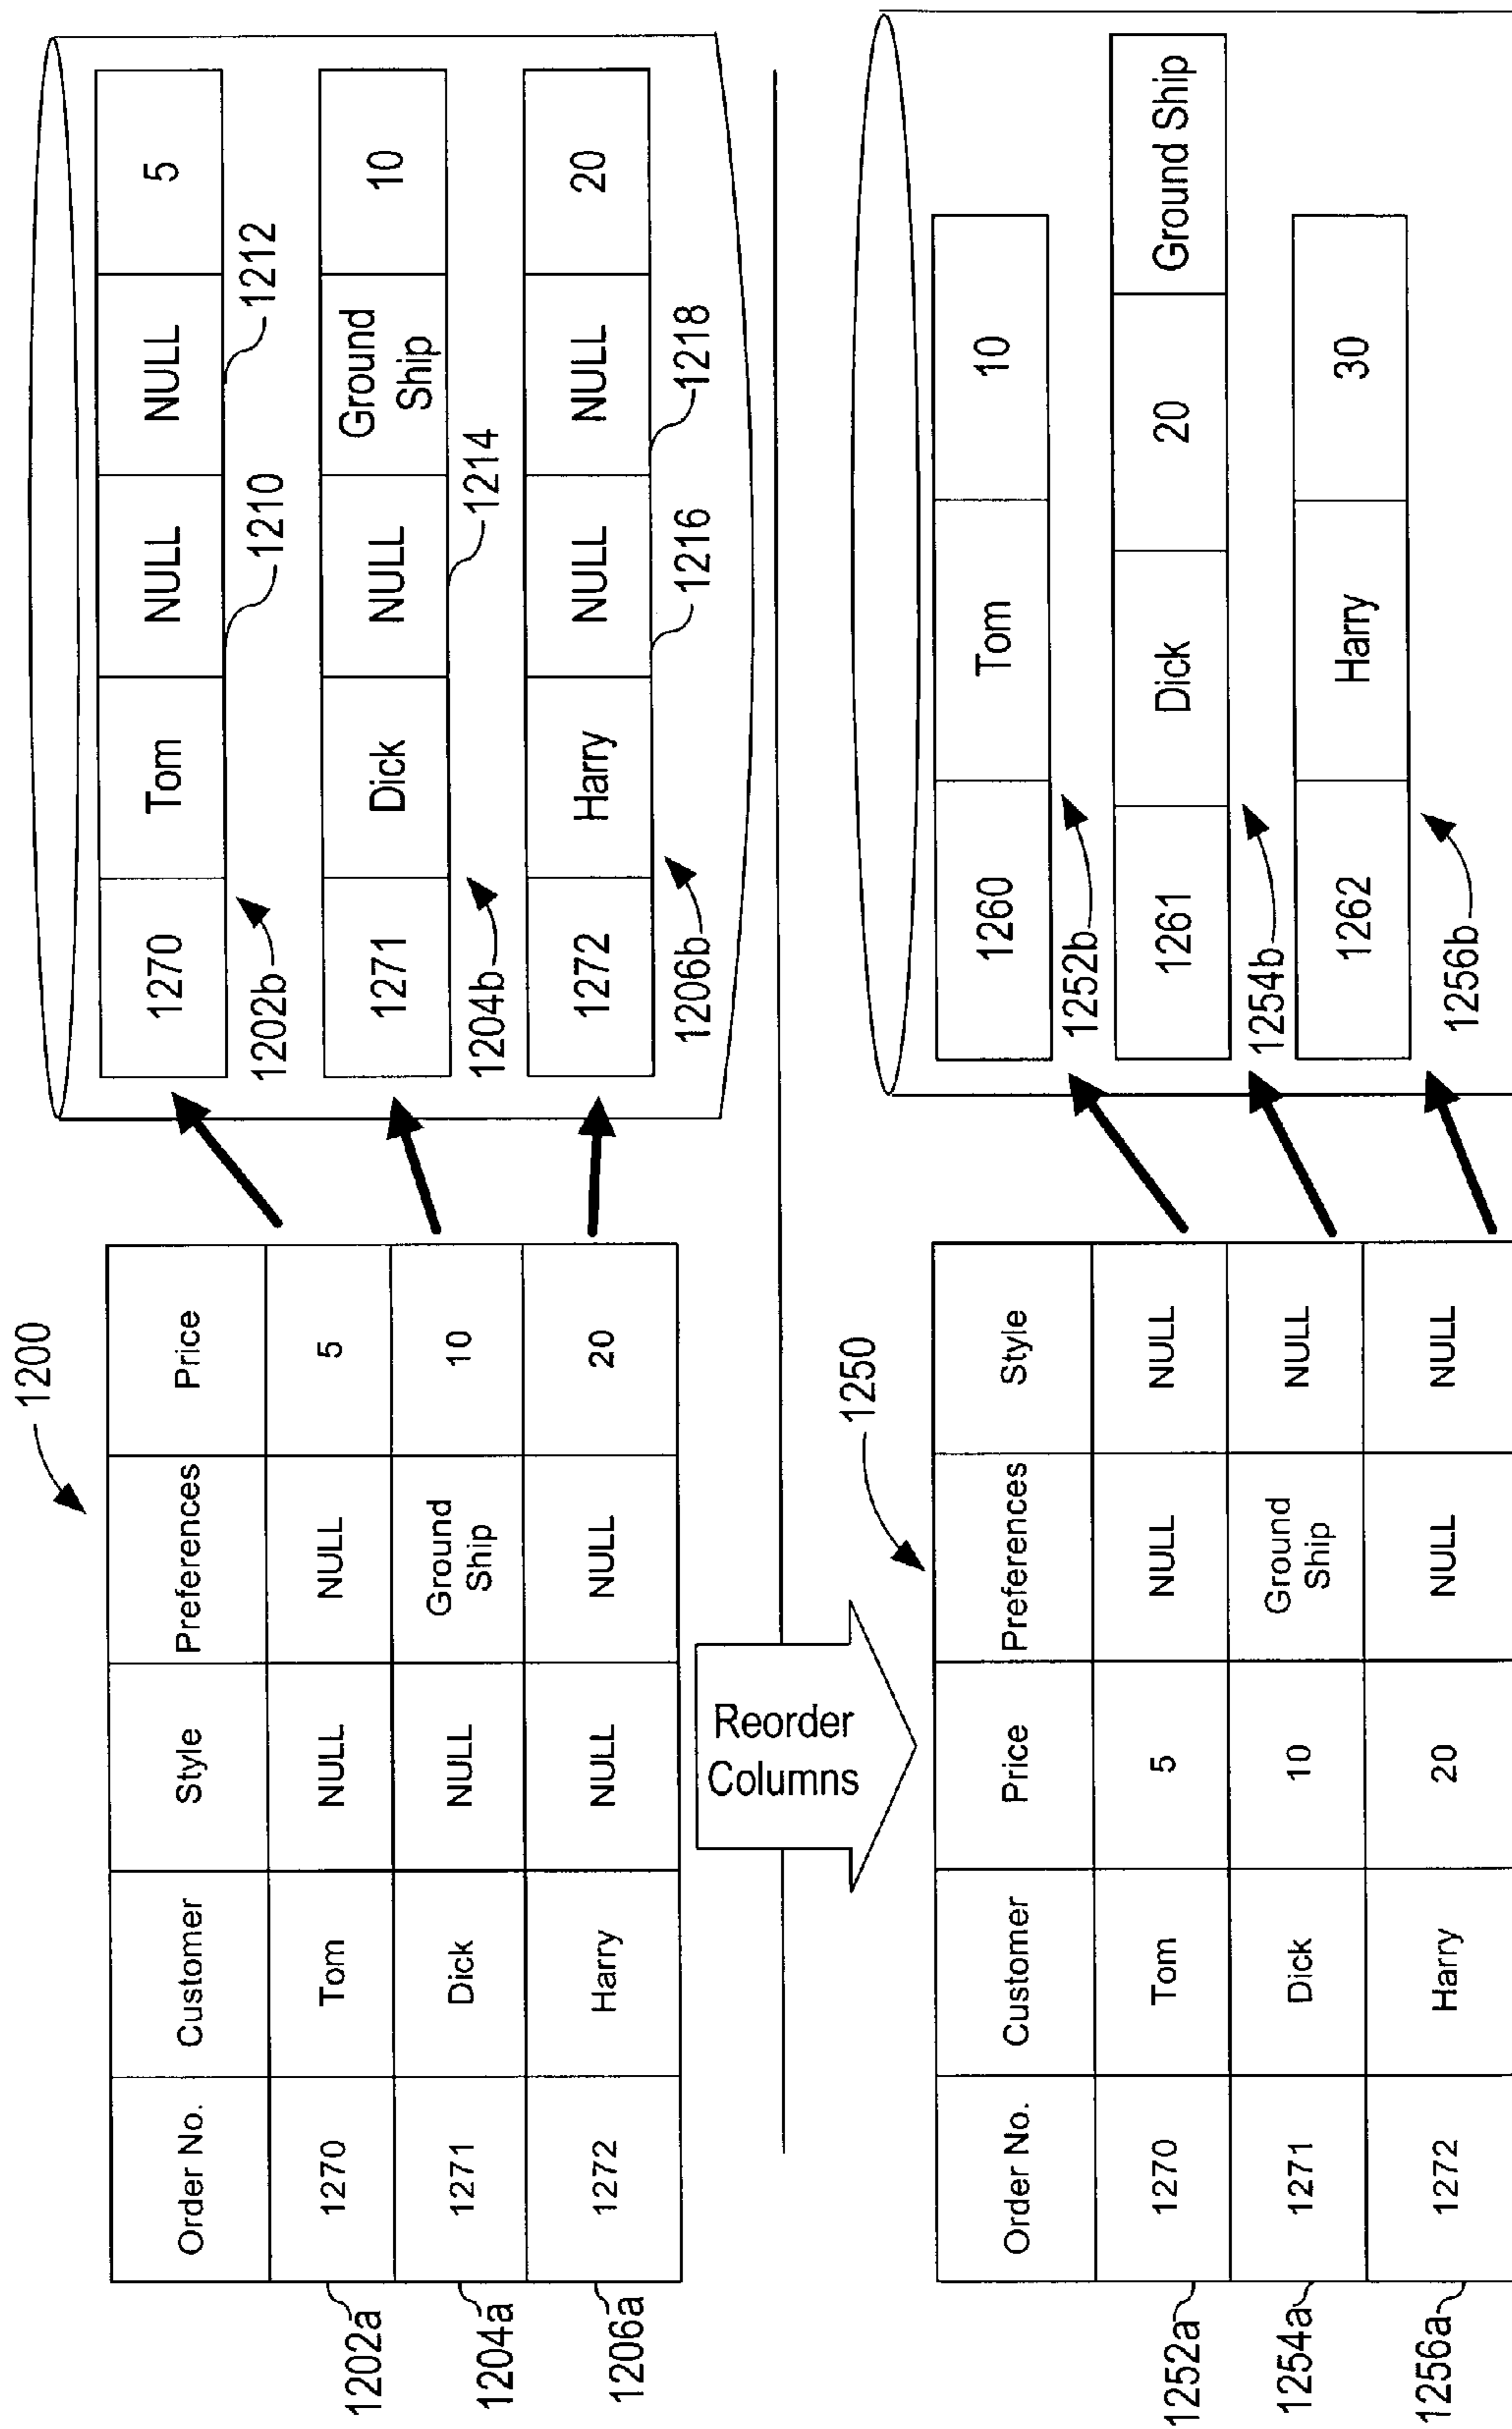 1200
Order No. Customer Style Preferences Price
1202a 1270 Tom NULL NULL 5
1204a 1271 Dick NULL Ground Ship 10
1206a 1272 Harry NULL NULL 20
1270 Tom NULL NULL 5
1202b 1210 1212
1271 Dick NULL Ground Ship 10
1204b 1214
1272 Harry NULL NULL 20
1206b 1216 1218
Reorder
Columns
1250
Order No. Customer Price Preferences Style
1252a 1270 Tom 5 NULL NULL
1254a 1271 Dick 10 Ground Ship NULL
1256a 1272 Harry 20 NULL NULL
1260 Tom 10
1252b
1261 Dick 20 Ground Ship
1254b
1262 Harry 30
1256b